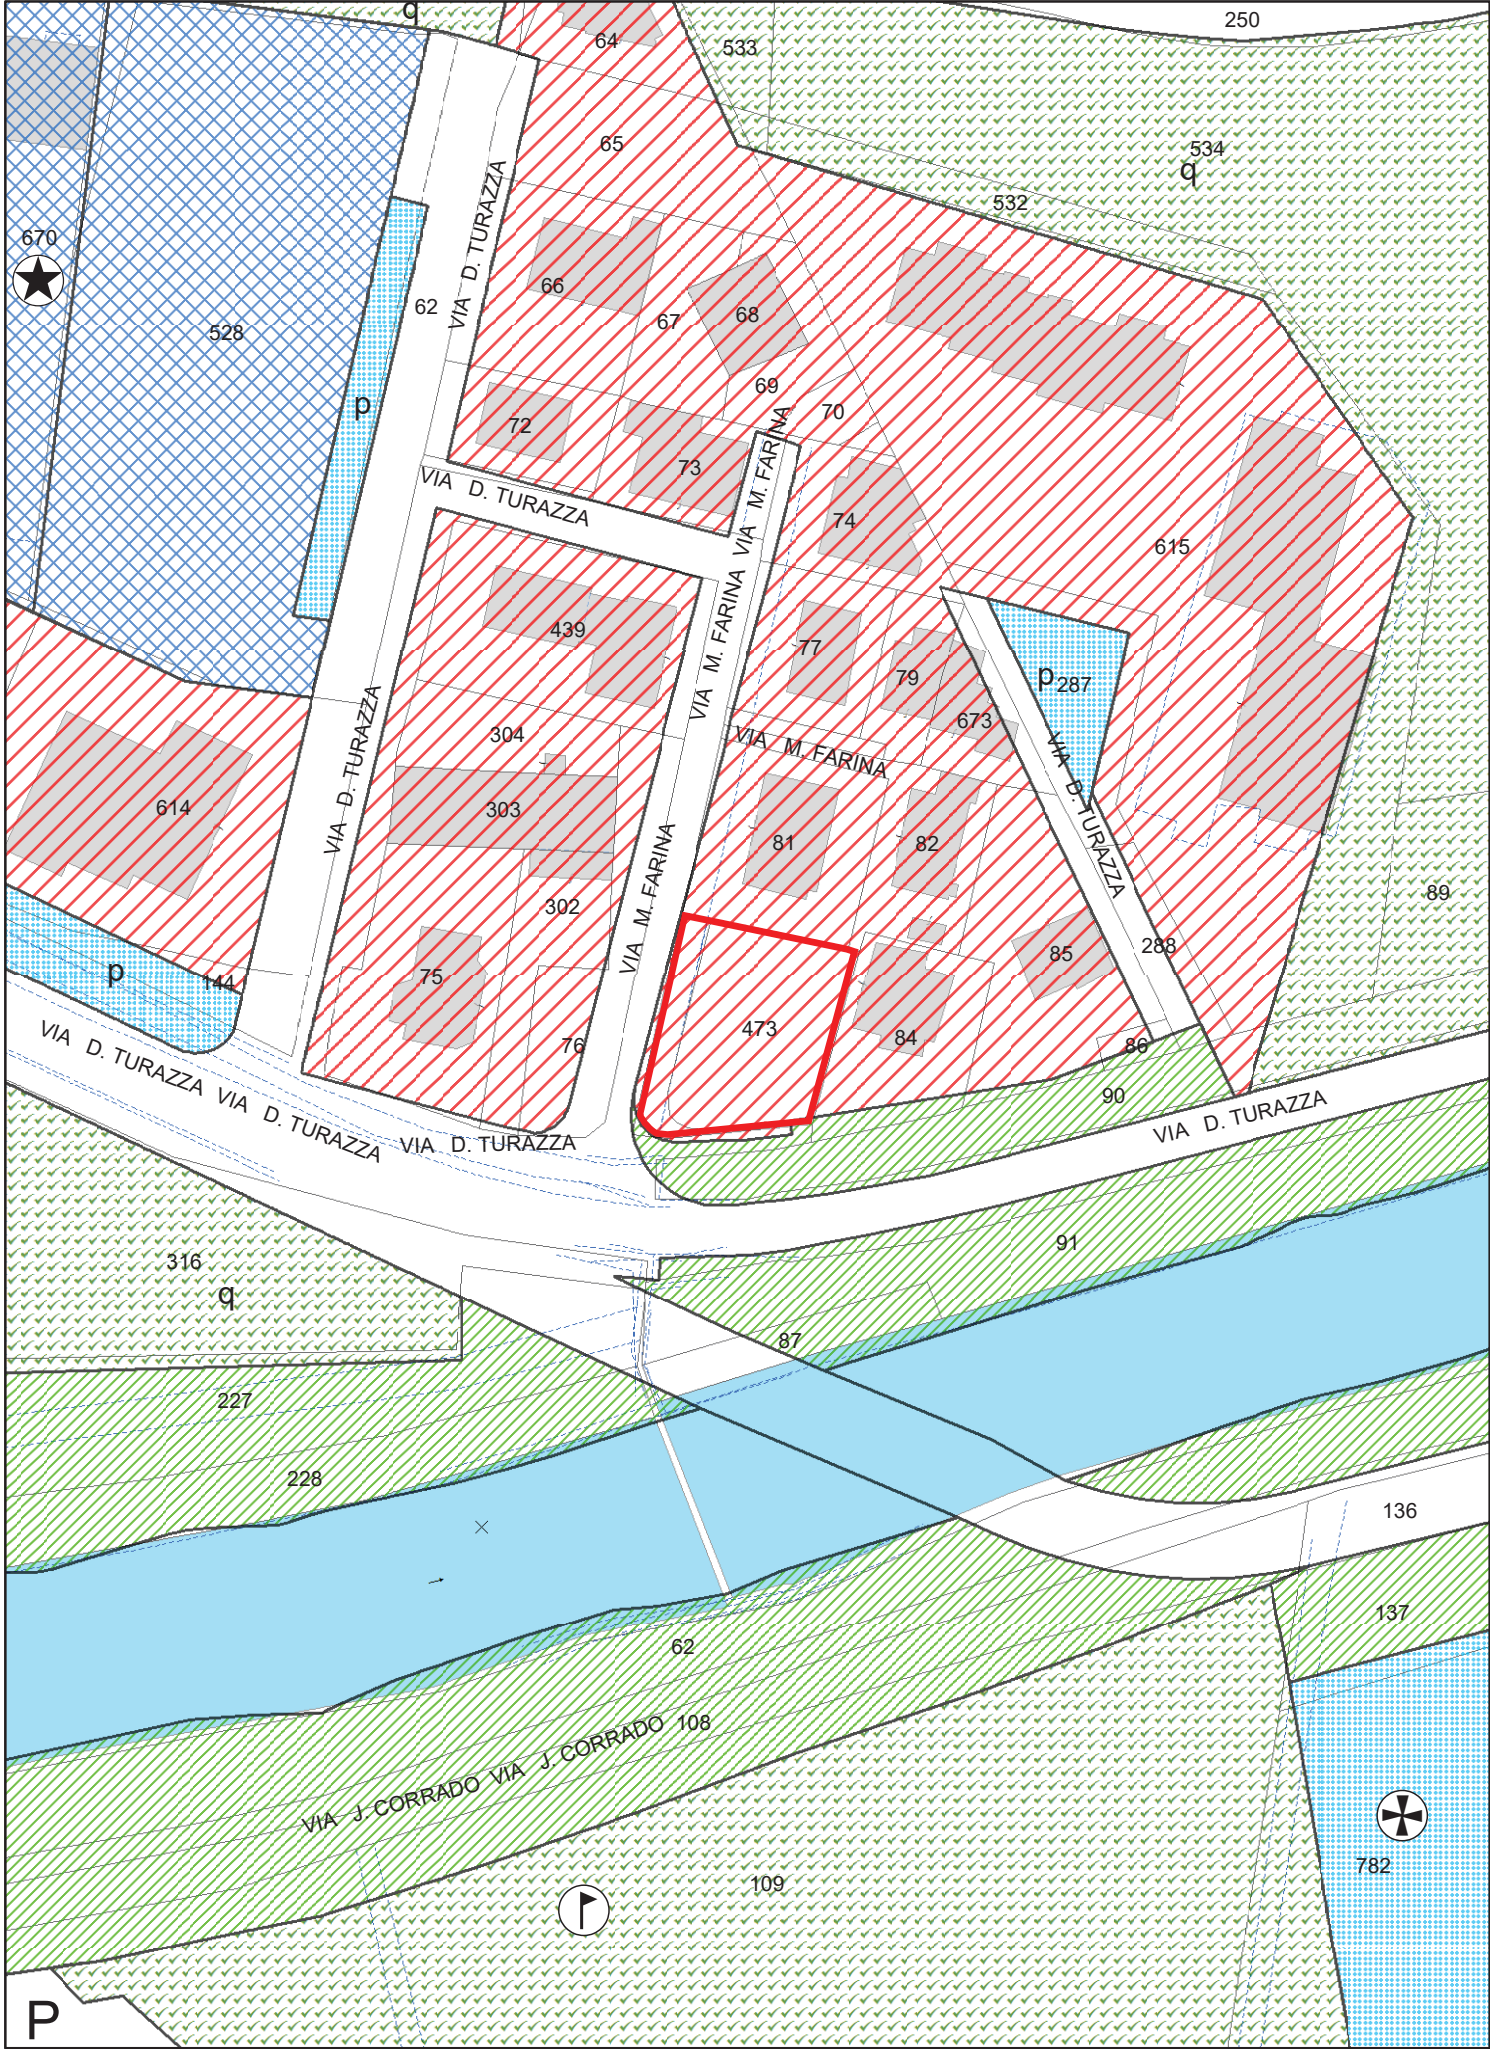 q
250
64
533
65
534
q
532
670
62
VIA D. TURAZZA
66
67
68
528
69
70
p
72
73
VIA D. TURAZZA
VIA M. FARINA
74
615
VIA M. FARINA
439
77
79
p
287
VIA M. FARINA
673
304
VIA M. FARINA
VIA D. TURAZZA
VIA D. TURAZZA
614
303
81
82
VIA M. FARINA
302
89
p
144
75
85
288
473
84
76
86
VIA D. TURAZZA VIA D. TURAZZA VIA D. TURAZZA
90
VIA D. TURAZZA
316
q
91
87
227
228
136
137
62
108
VIA J. CORRADO VIA J. CORRADO
782
109
P